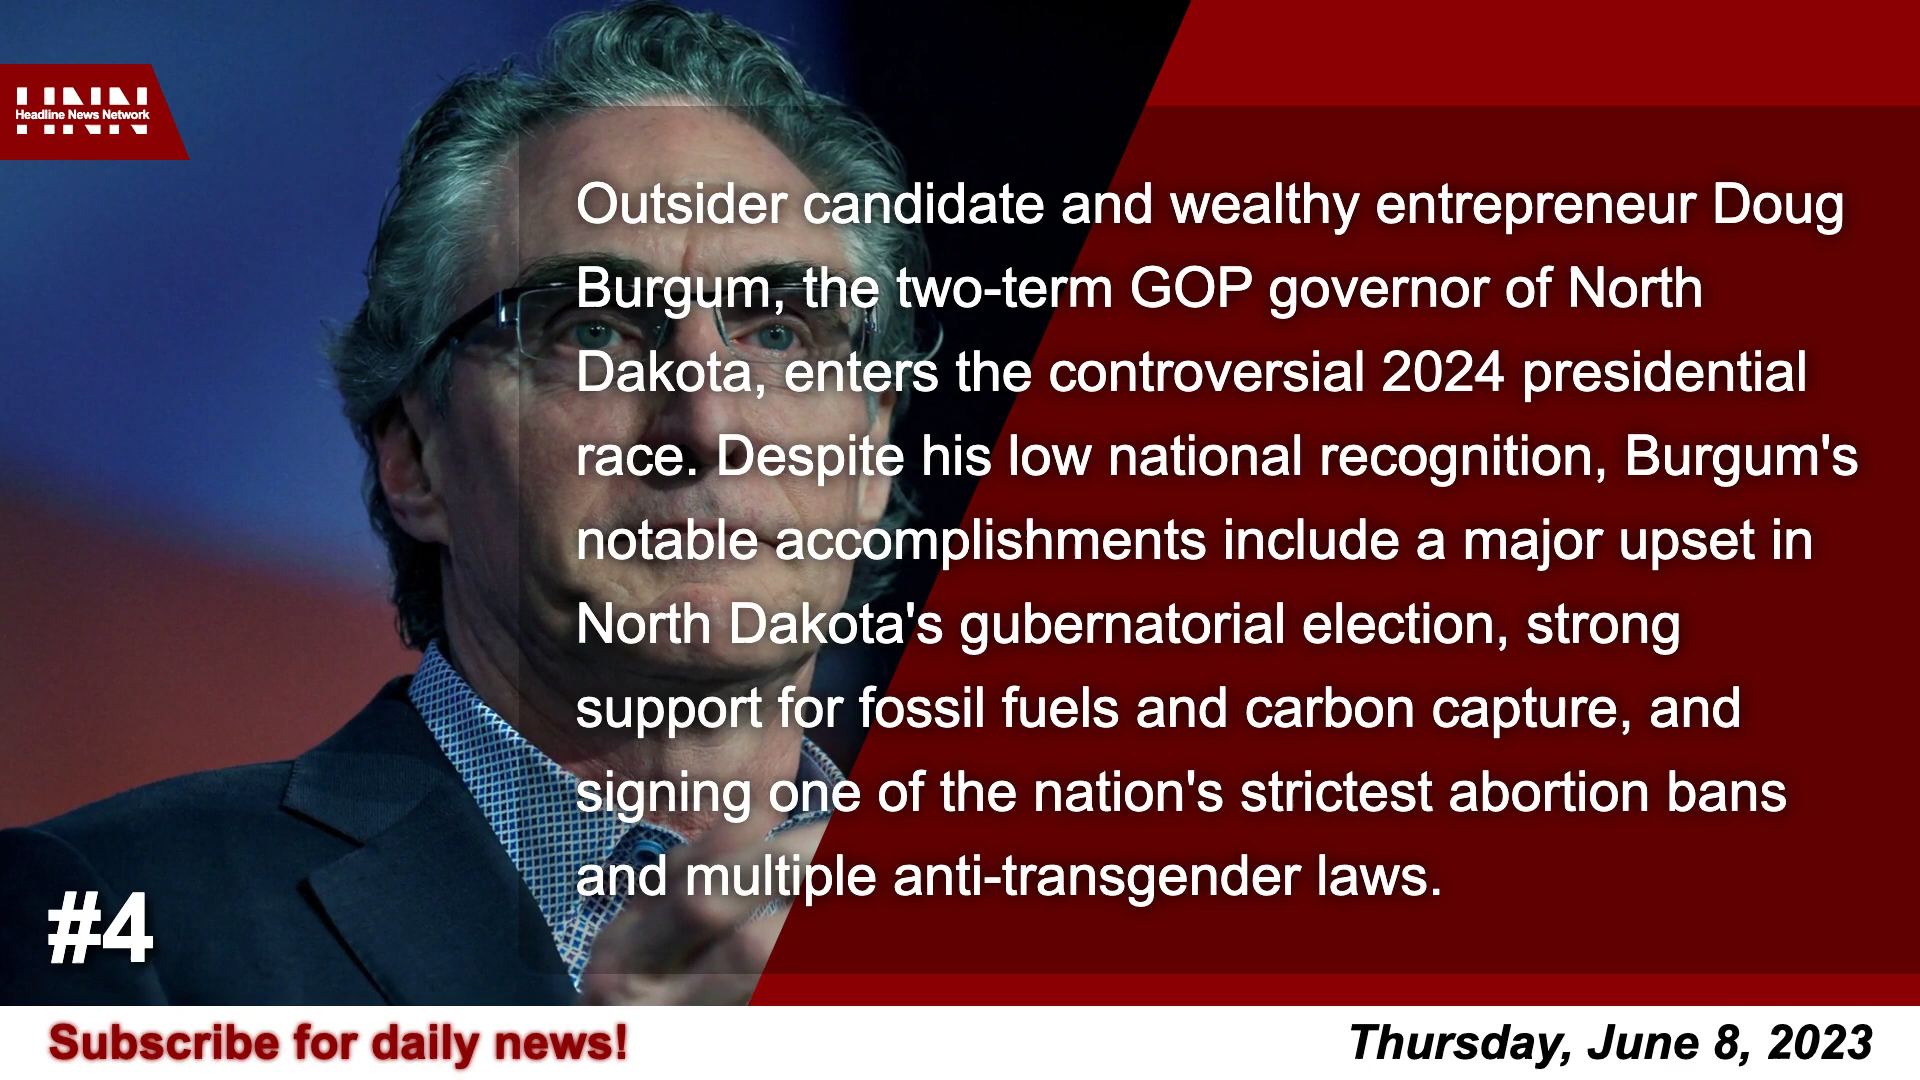 HNN
Headline News Network
Outsider candidate and wealthy entrepreneur Doug
Burgum, the two-term GOP governor of North
Dakota, enters the controversial 2024 presidential
race. Despite his low national recognition, Burgum's
notable accomplishments include a major upset in
North Dakota's gubernatorial election, strong
support for fossil fuels and carbon capture, and
signing one of the nation's strictest abortion bans
and multiple anti-transgender laws.
#4
Subscribe for daily news!
Thursday, June 8, 2023